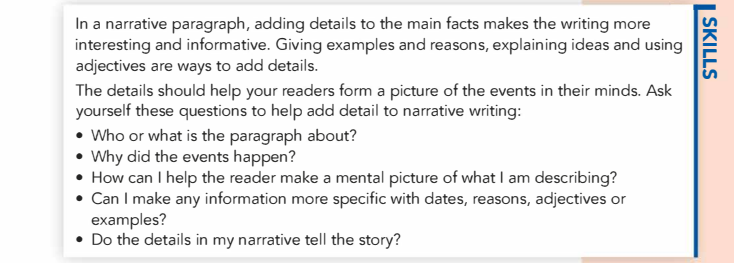 In a narrative paragraph, adding details to the main facts makes the writing more
interesting and informative. Giving examples and reasons, explaining ideas and using
adjectives are ways to add details.
The details should help your readers form a picture of the events in their minds. Ask
yourself these questions to help add detail to narrative writing:
• Who or what is the paragraph about?
• Why did the events happen?
• How can I help the reader make a mental picture of what I am describing?
• Can I make any information more specific with dates, reasons, adjectives or
examples?
• Do the details in my narrative tell the story?
SKILLS